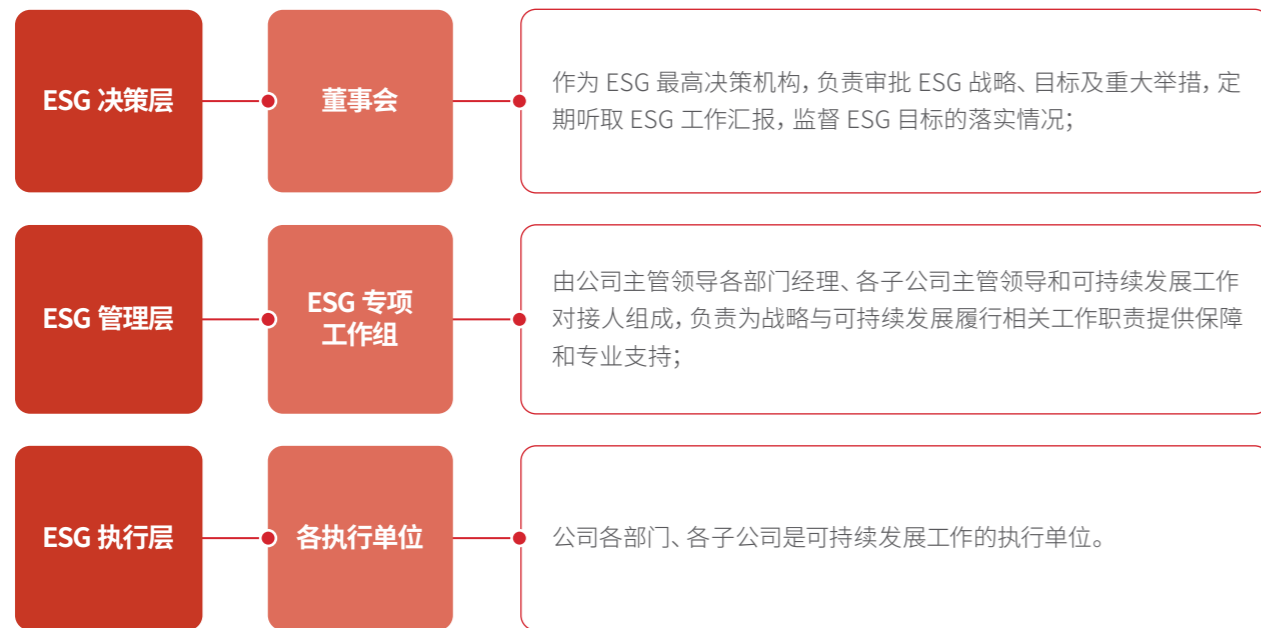 ESG 决策层
董事会
作为 ESG 最高决策机构，负责审批 ESG 战略、目标及重大举措，定
期听取 ESG 工作汇报，监督 ESG 目标的落实情况；
ESG 管理层
ESG 专项
工作组
由公司主管领导各部门经理、各子公司主管领导和可持续发展工作
对接人组成，负责为战略与可持续发展履行相关工作职责提供保障
和专业支持；
ESG 执行层
各执行单位
公司各部门、各子公司是可持续发展工作的执行单位。